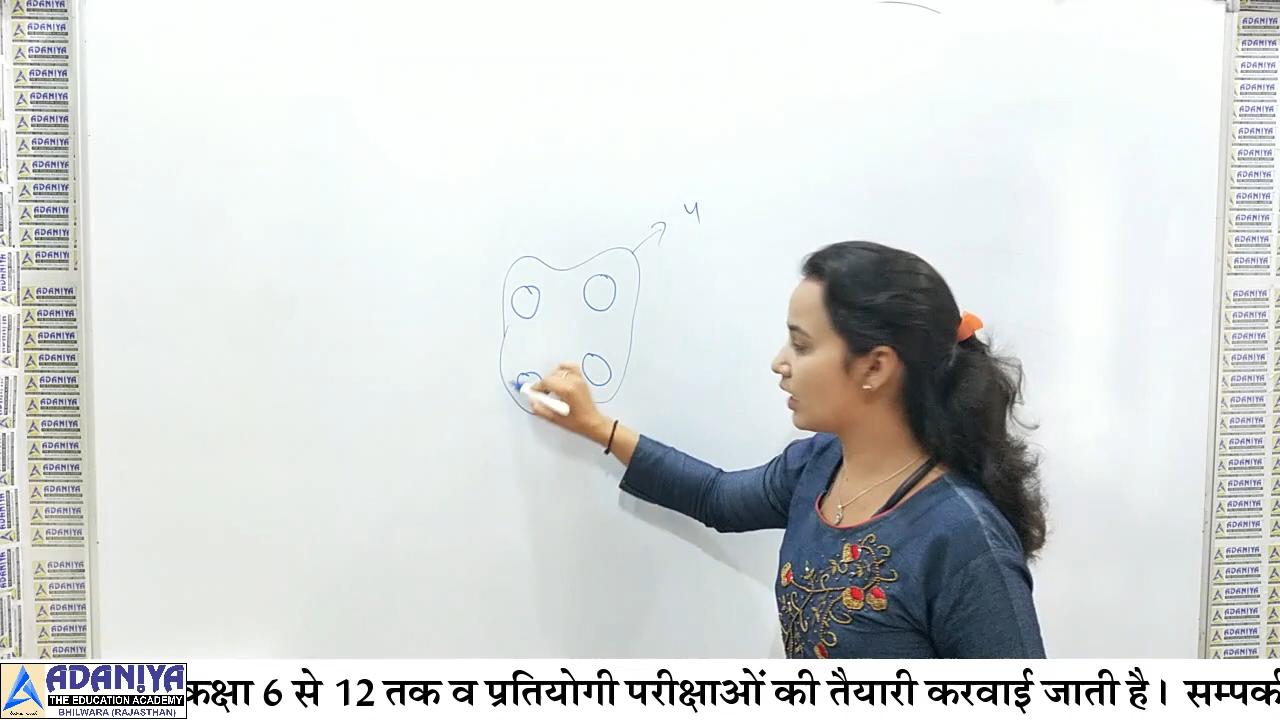 4
ADANIYA
THE EDUCATION ACADEMY
BHILWARA (RAJASTHAN)
कक्षा 6 से 12 तक व प्रतियोगी परीक्षाओं की तैयारी करवाई जाती है। सम्पर्क